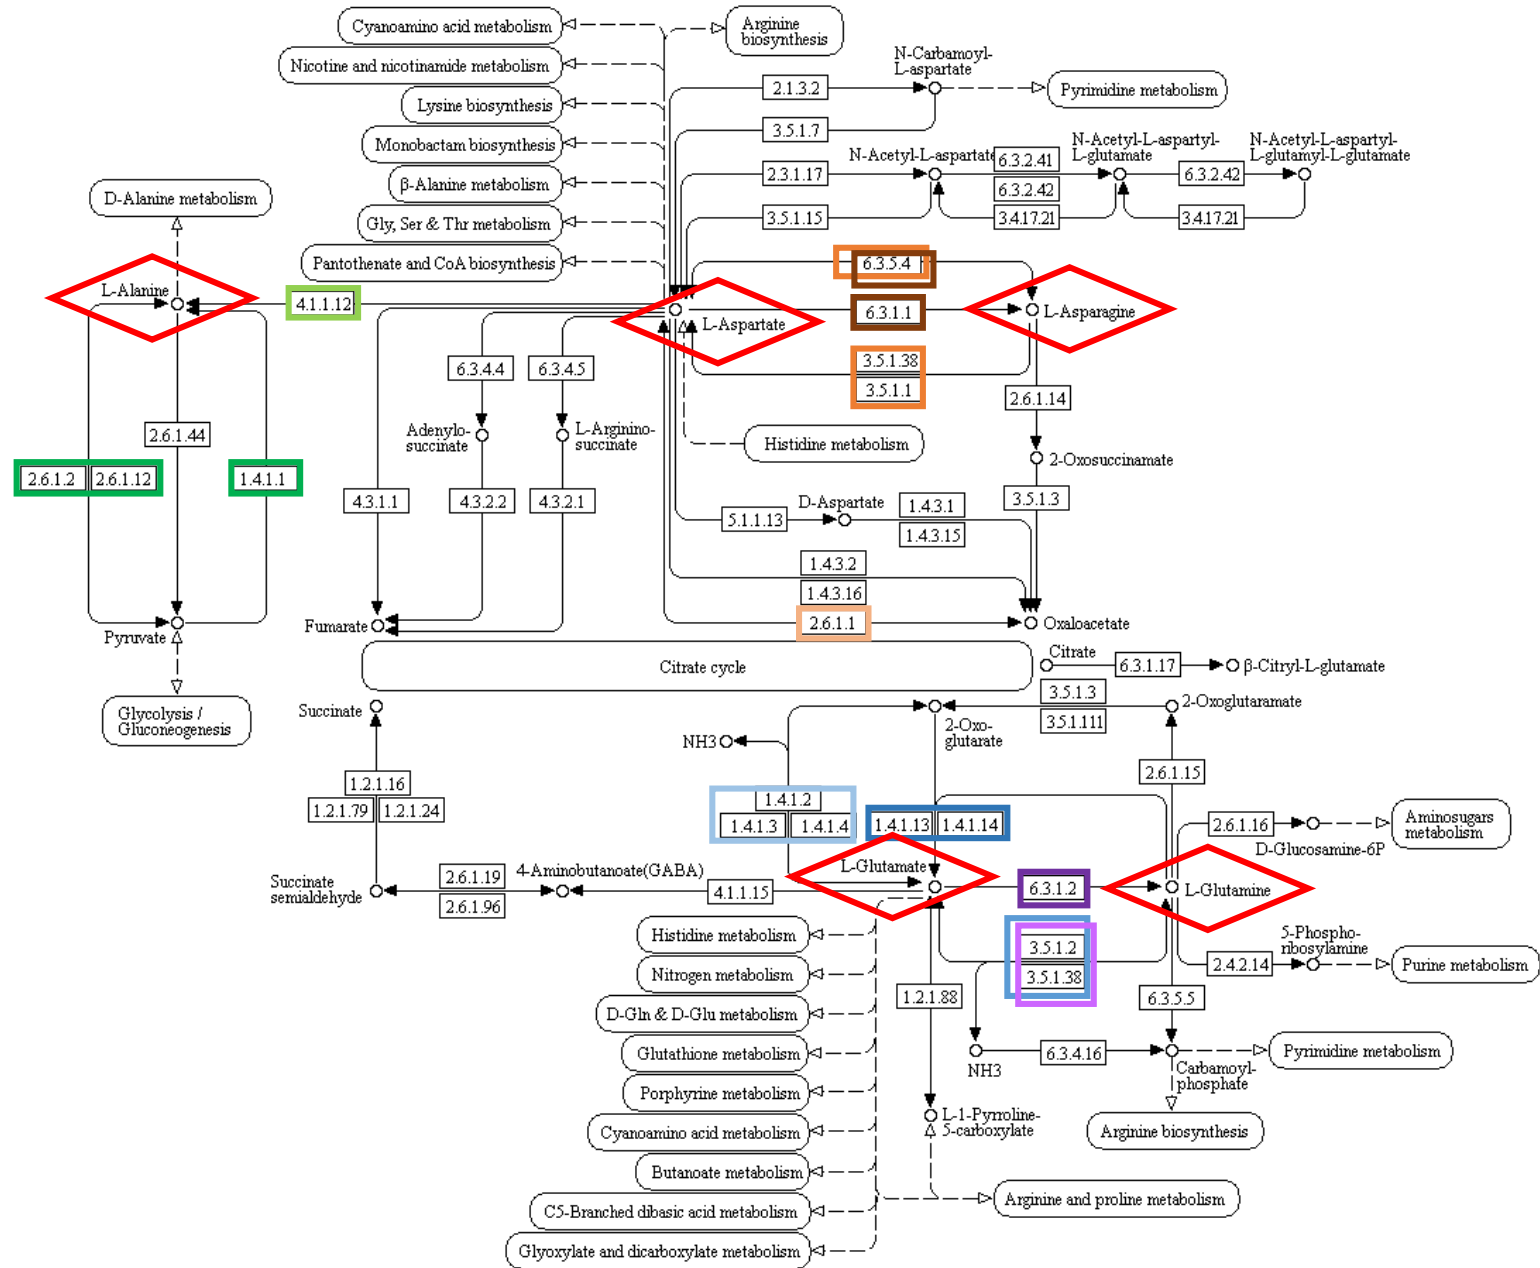 Cyanoamino acid metabolism
Arginine
biosynthesis
Nicotine and nicotinamide metabolism
N-Carbamoyl-
L-aspartate
2.1.3.2
Pyrimidine metabolism
Lysine biosynthesis
3.5.1.7
Monobactam biosynthesis
N-Acetyl-L-aspartate
6.3.2.41
N-Acetyl-L-aspartyl-
L-glutamate
N-Acetyl-L-aspartyl-
L-glutamyl-L-glutamate
2.3.1.17
6.3.2.42
6.3.2.42
β-Alanine metabolism
D-Alanine metabolism
3.5.1.15
3.4.17.21
3.4.17.21
Gly, Ser & Thr metabolism
Pantothenate and CoA biosynthesis
6.3.5.4
L-Alanine
4.1.1.12
L-Aspartate
6.3.1.1
L-Asparagine
6.3.4.4
6.3.4.5
3.5.1.38
3.5.1.1
2.6.1.14
2.6.1.44
Adenylo-
succinate
L-Arginino-
succinate
Histidine metabolism
2-Oxosuccinamate
2.6.1.2
2.6.1.12
1.4.1.1
4.3.1.1
4.3.2.2
4.3.2.1
D-Aspartate
1.4.3.1
3.5.1.3
5.1.1.13
1.4.3.15
1.4.3.2
1.4.3.16
2.6.1.1
Pyruvate
Fumarate
Oxaloacetate
Citrate cycle
Citrate
6.3.1.17
β-Citryl-L-glutamate
Glycolysis /
Gluconeogenesis
Succinate
3.5.1.3
3.5.1.111
2-Oxoglutaramate
NH3
2-Oxo-
glutarate
1.2.1.16
1.2.1.79
1.2.1.24
1.4.1.2
1.4.1.3
1.4.1.4
1.4.1.13
1.4.1.14
2.6.1.15
2.6.1.16
Aminosugars
metabolism
D-Glucosamine-6P
Succinate
semialdehyde
2.6.1.19
2.6.1.96
4-Aminobutanoate(GABA)
4.1.1.15
L-Glutamate
6.3.1.2
L-Glutamine
Histidine metabolism
3.5.1.2
3.5.1.38
5-Phospho-
ribosylamine
2.4.2.14
Purine metabolism
Nitrogen metabolism
1.2.1.88
6.3.5.5
D-Gln & D-Glu metabolism
Glutathione metabolism
NH3
6.3.4.16
Carbamoyl-
phosphate
Pyrimidine metabolism
Porphyrine metabolism
L-1-Pyrroline-
5-carboxylate
Arginine biosynthesis
Cyanoamino acid metabolism
Butanoate metabolism
Arginine and proline metabolism
C5-Branched dibasic acid metabolism
Glyoxylate and dicarboxylate metabolism